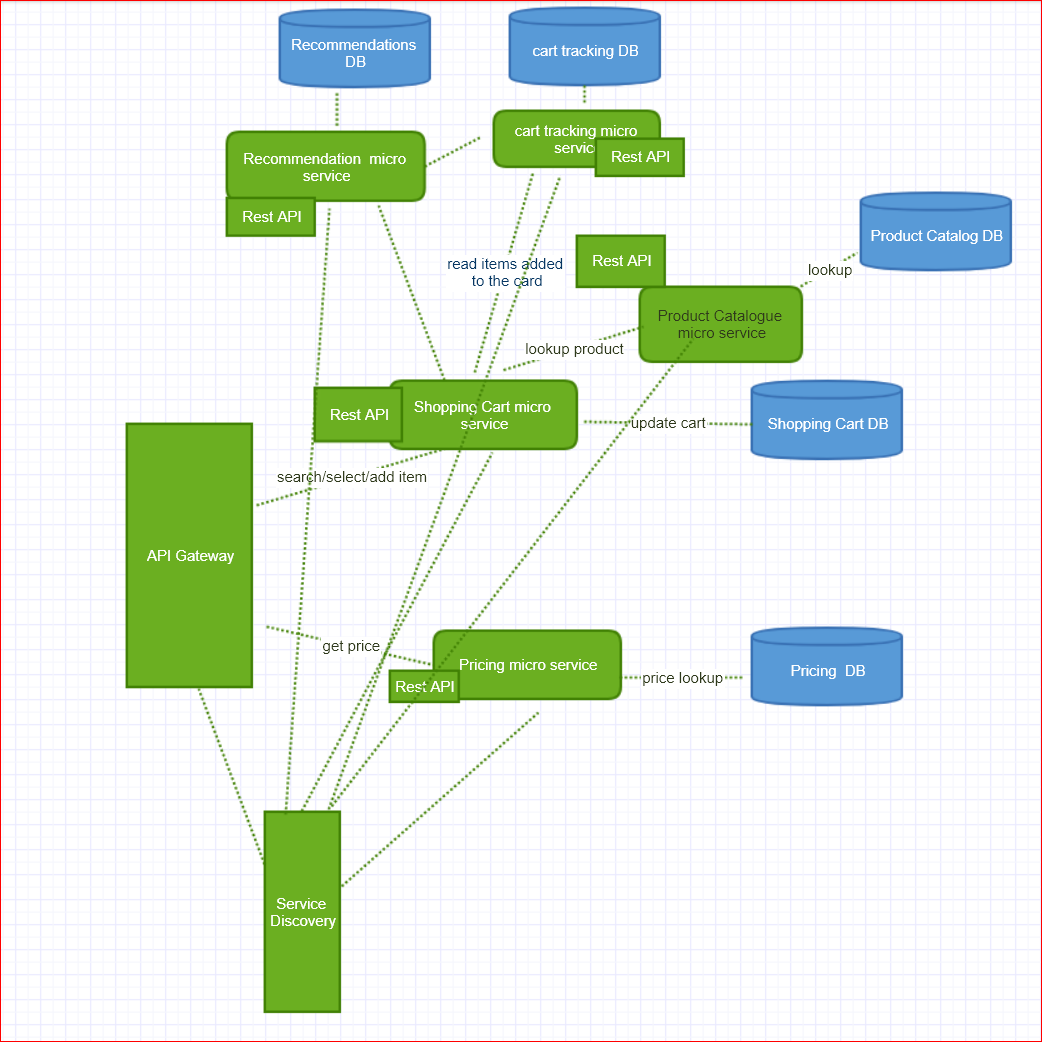 Recommendations
DB
cart tracking DB
cart tracking micro
servic
Rest API
Recommendation micro
service
Rest API
Product Catalog DB
Rest API
read items added
to the card
lookup
Product Catalogue
micro service
lookup product
Rest API
Shopping Cart micro
service
update cart
Shopping Cart DB
search/select/add item
API Gateway
get price
Pricing micro service
Rest API
price lookup
Pricing DB
Service
Discovery